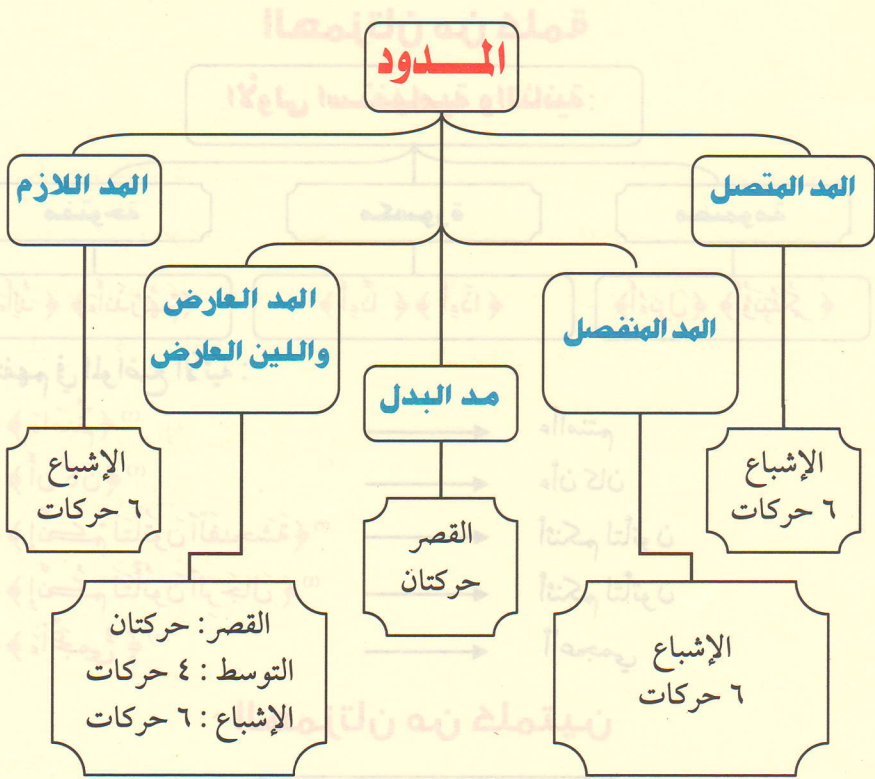 المدود
المد المتصل
المد اللازم
المد المنفصل
المد العارض
واللين العارض
مد البدل
الإشباع
٦ حركات
الإشباع
٦ حركات
القصر
حركتان
الإشباع
٦ حركات
القصر : حركتان
التوسط : ٤ حركات
الإشباع : ٦ حركات